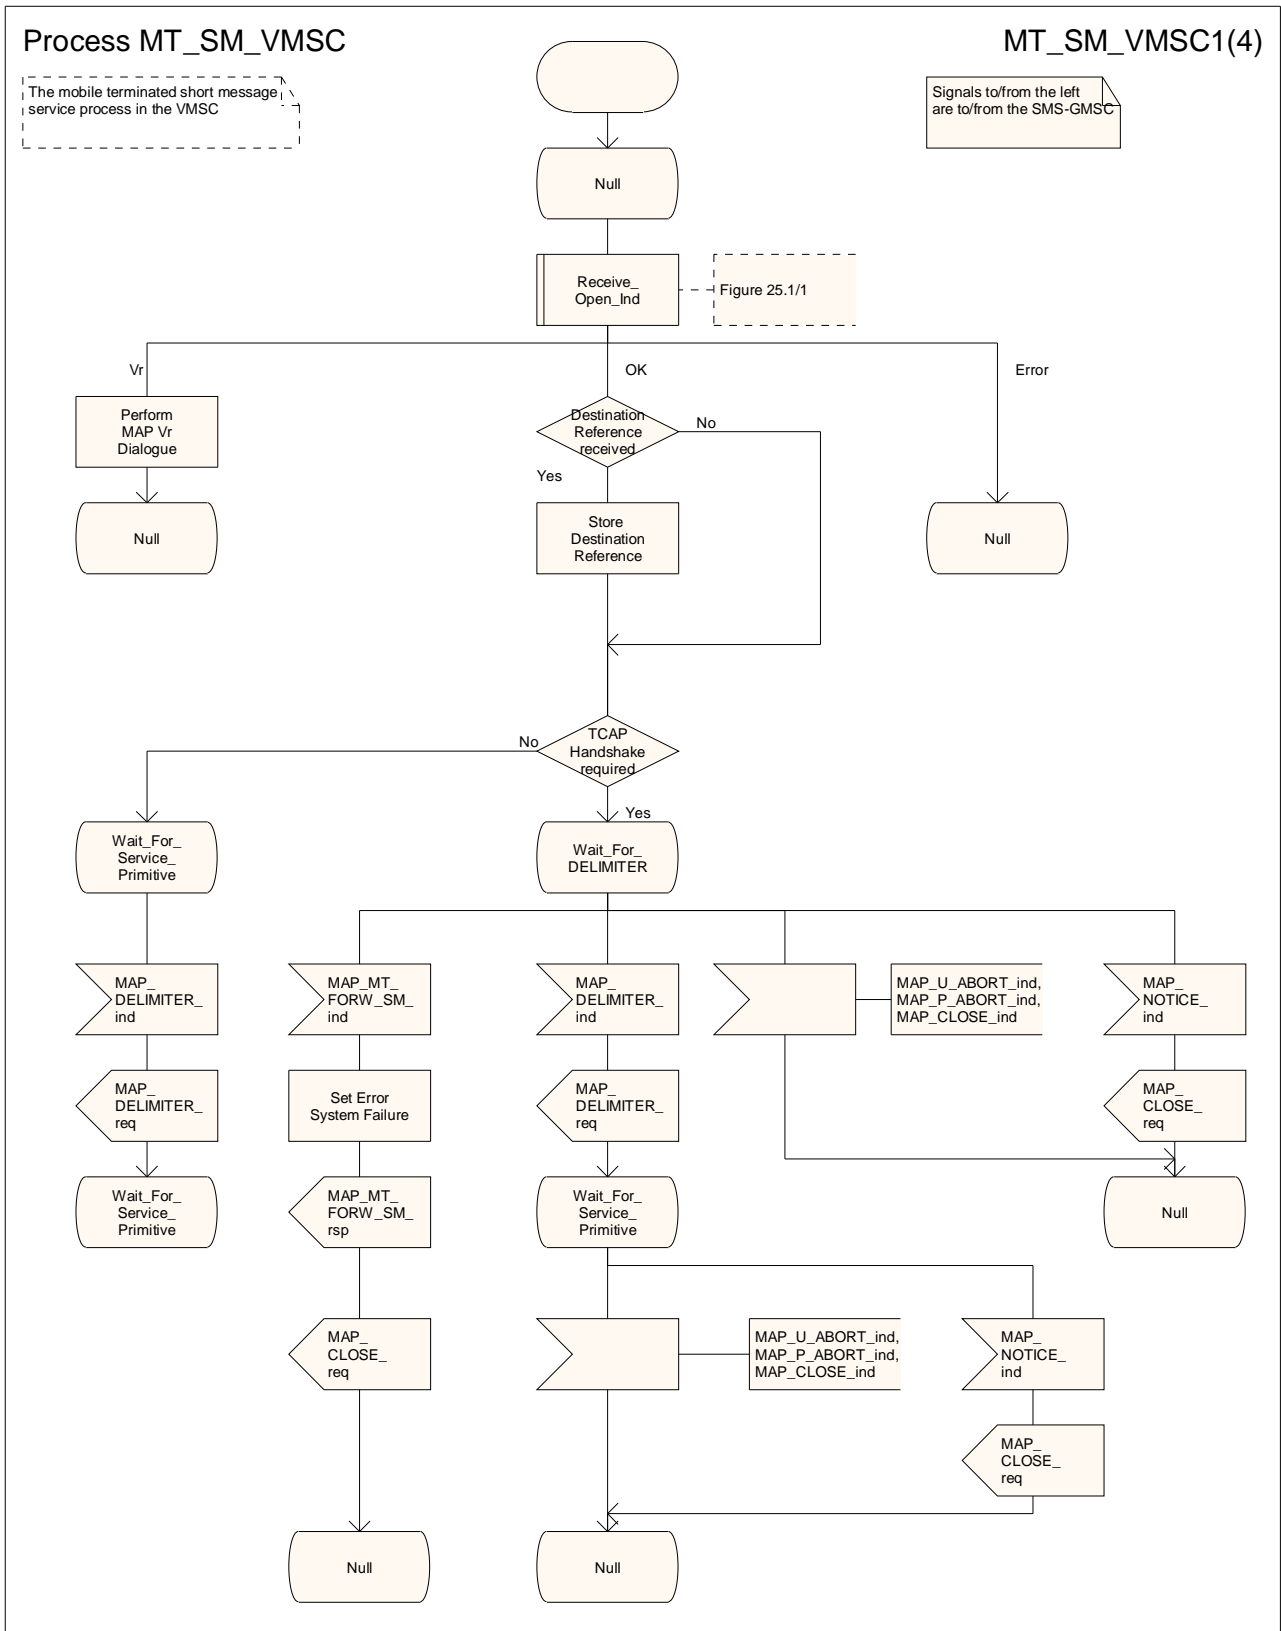 Process MT_SM_VMSC
MT_SM_VMSC1(4)
The mobile terminated short message
service process in the VMSC
Signals to/from the left
are to/from the SMS-GMSC
Null
Receive_
Open_Ind
Figure 25.1/1
Vr
OK
Error
Perform
MAP Vr
Dialogue
Destination
Reference
received
No
Yes
Null
Store
Destination
Reference
Null
TCAP
Handshake
required
No
Yes
Wait_For_
Service_
Primitive
Wait_For_
DELIMITER
MAP_
DELIMITER_
ind
MAP_MT_
FORW_SM_
ind
MAP_
DELIMITER_
ind
MAP_U_ABORT_ind,
MAP_P_ABORT_ind,
MAP_CLOSE_ind
MAP_
NOTICE_
ind
MAP_
DELIMITER_
req
Set Error
System Failure
MAP_
DELIMITER_
req
MAP_
CLOSE_
req
Wait_For_
Service_
Primitive
MAP_MT_
FORW_SM_
rsp
Wait_For_
Service_
Primitive
Null
MAP_
CLOSE_
req
MAP_U_ABORT_ind,
MAP_P_ABORT_ind,
MAP_CLOSE_ind
MAP_
NOTICE_
ind
MAP_
CLOSE_
req
Null
Null